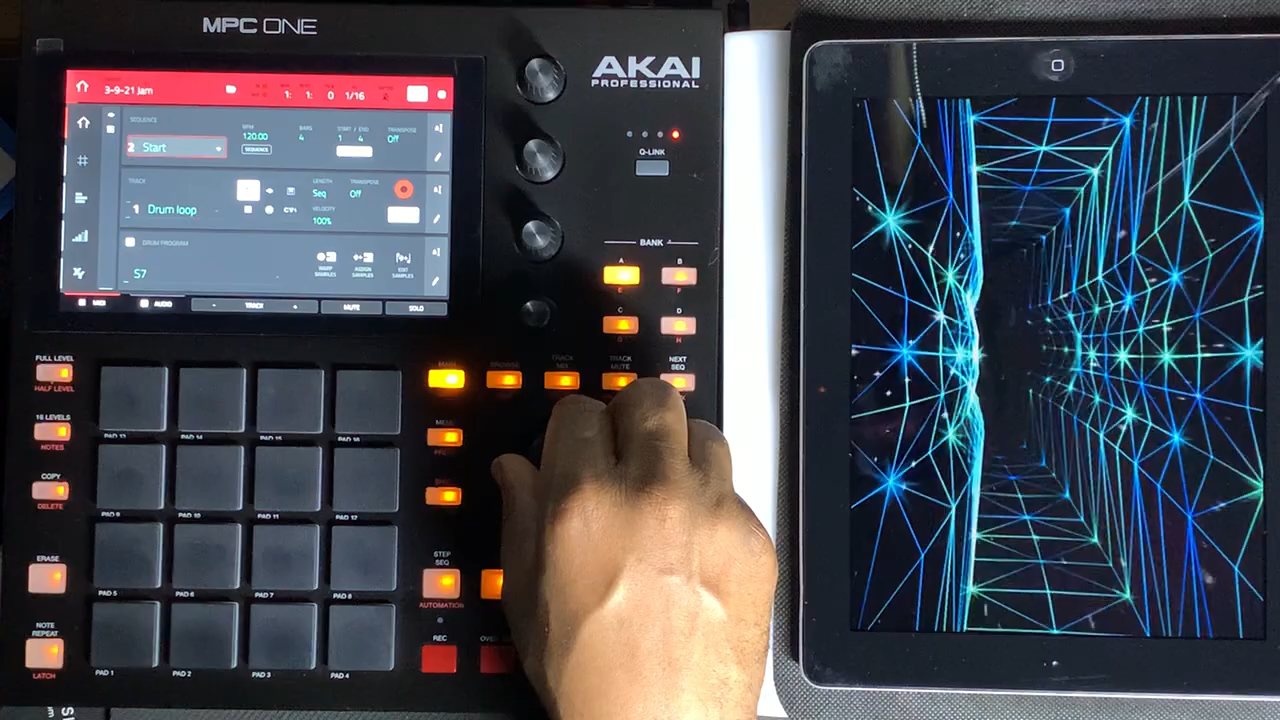 MPC ONE
AKAI
PROFESSIONAL
3-9-21 Jam
1: 1: 0 1/16
Q-LINK
SEQUENCE
BPM
BARS
START / END
TRANSPOSE
2 Start
120.00
4
1 4
Off
SEQUENCE
TRACK
LENGTH
TRANSPOSE
Seq
Off
1 Drum loop
VELOCITY
100%
DRUM PROGRAM
S7
WARP SAMPLES
ASSIGN SAMPLES
EDIT SAMPLES
MIDI
AUDIO
- TRACK +
MUTE
SOLO
BANK
A
B
E
F
C
D
G
H
FULL LEVEL
HALF LEVEL
16 LEVELS
NOTES
COPY
DELETE
ERASE
NOTE
REPEAT
LATCH
MAIN
BROWSE
TRACK
MIX
TRACK
MUTE
NEXT
SEQ
STEP
SEQ
AUTOMATION
REC
OVER
PAD 13
PAD 14
PAD 15
PAD 16
PAD 9
PAD 10
PAD 11
PAD 12
PAD 5
PAD 6
PAD 7
PAD 8
PAD 1
PAD 2
PAD 3
PAD 4